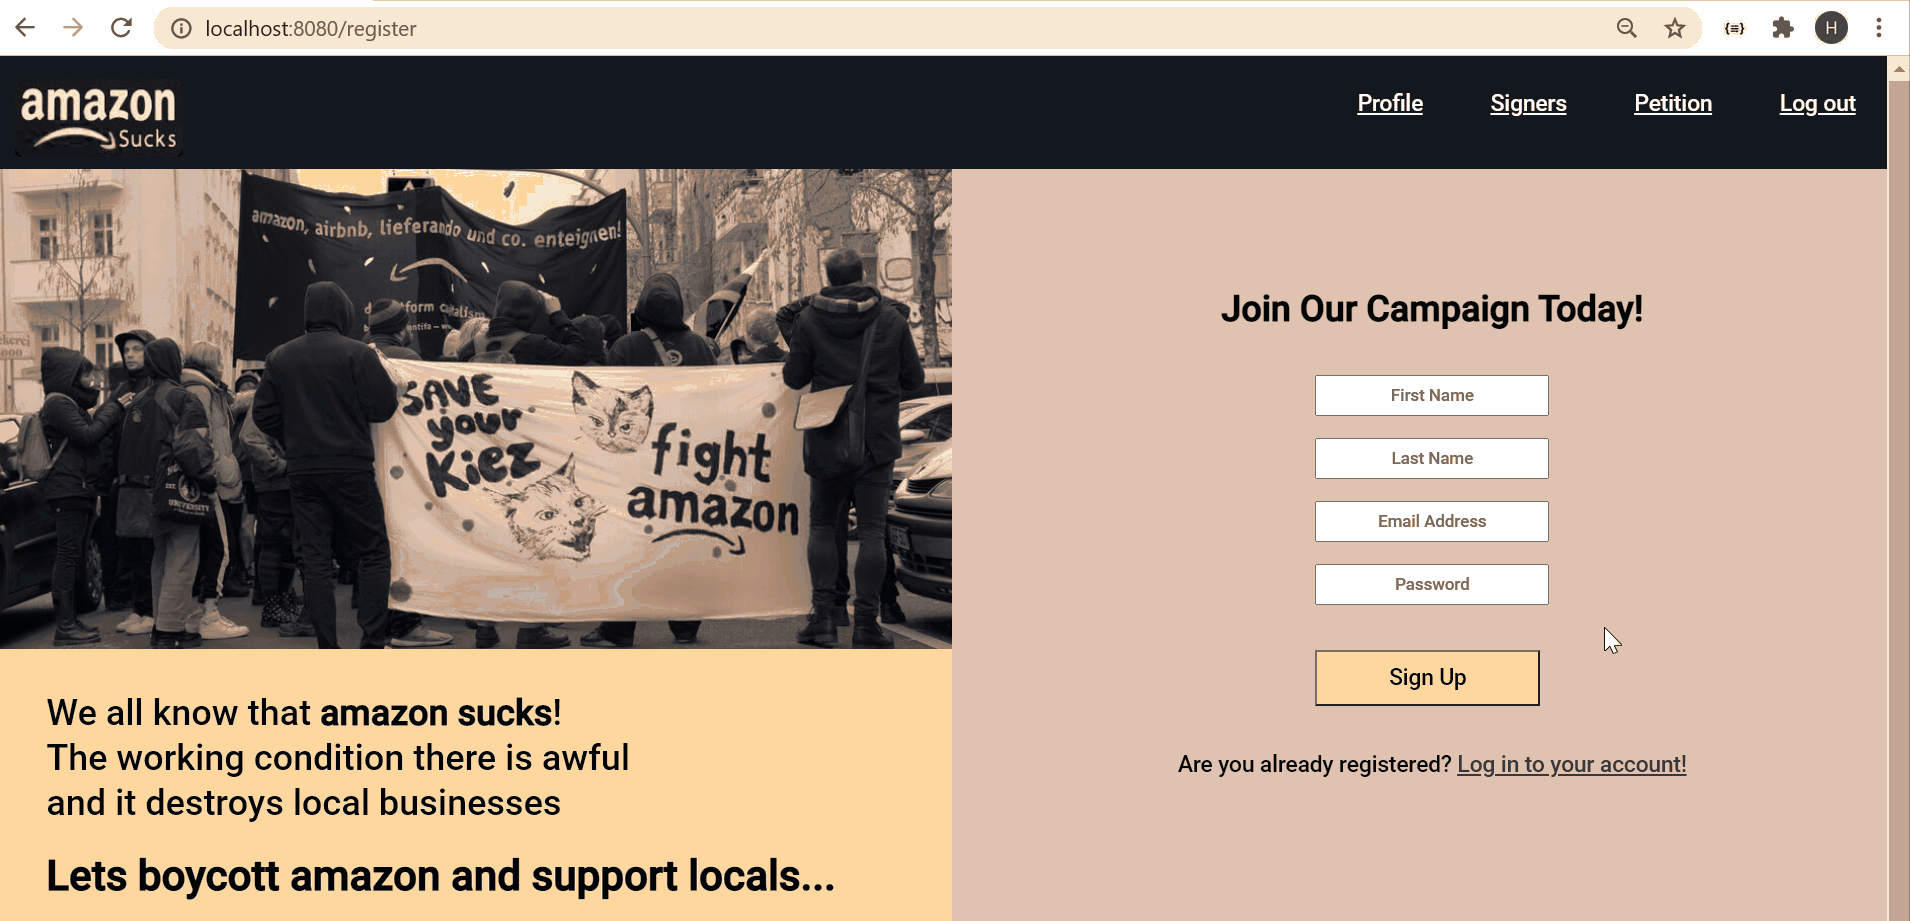 localhost:8080/register
H
amazon
Sucks
Profile
Signers
Petition
Log out
amazon, airbnb, lieferando und co. enteignen!
SAVE
your
Kiez
fight
amazon
UNIVERSITY
Join Our Campaign Today!
First Name
Last Name
Email Address
Password
Sign Up
Are you already registered? Log in to your account!
We all know that amazon sucks!
The working condition there is awful
and it destroys local businesses
Lets boycott amazon and support locals...